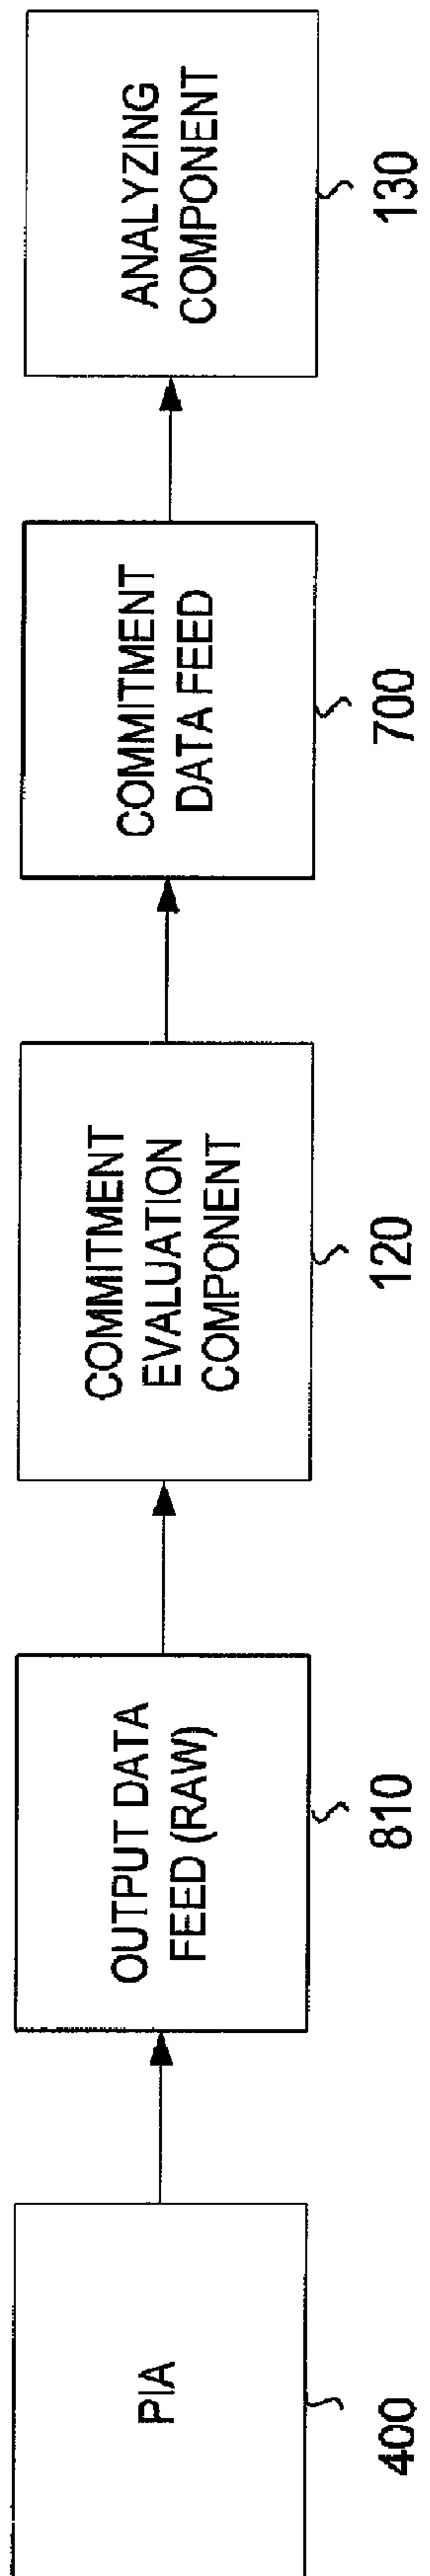 PIA
400
OUTPUT DATA
FEED (RAW)
810
COMMITMENT
EVALUATION
COMPONENT
120
COMMITMENT
DATA FEED
700
ANALYZING
COMPONENT
130